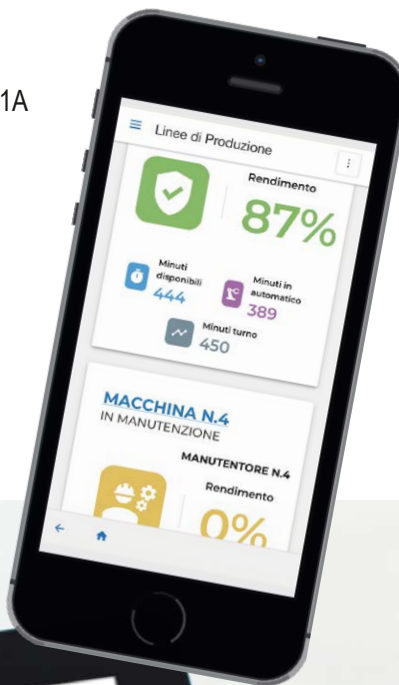 1A
Linee di Produzione
Rendimento
87%
Minuti
disponibili
444
Minuti in
automatico
389
Minuti turno
450
MACCHINA N.4
IN MANUTENZIONE
MANUTENTORE N.4
Rendimento
0%